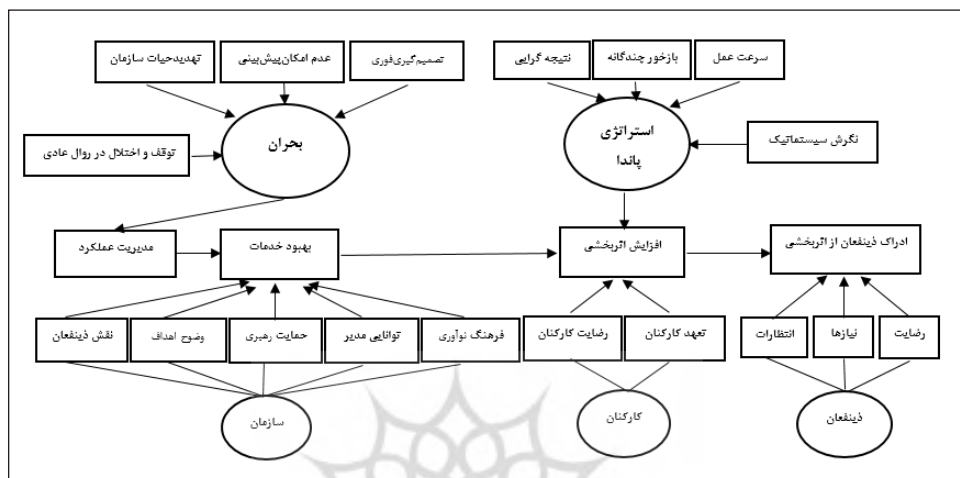 سرعت عمل
بازخور چندگانه
نتیجه گرایی
تصمیم گیری فوری
عدم امکان پیش‌بینی
تهدید حیات سازمان
استراتژی
پاندا
نگرش سیستماتیک
بحران
توقف و اختلال در روال عادی
ادراک ذینفعان از اثربخشی
افزایش اثربخشی
بهبود خدمات
مدیریت عملکرد
رضایت
نیازها
انتظارات
تعهد کارکنان
رضایت کارکنان
فرهنگ نوآوری
توانایی مدیر
حمایت رهبری
وضوح اهداف
نقش ذینفعان
ذینفعان
کارکنان
سازمان